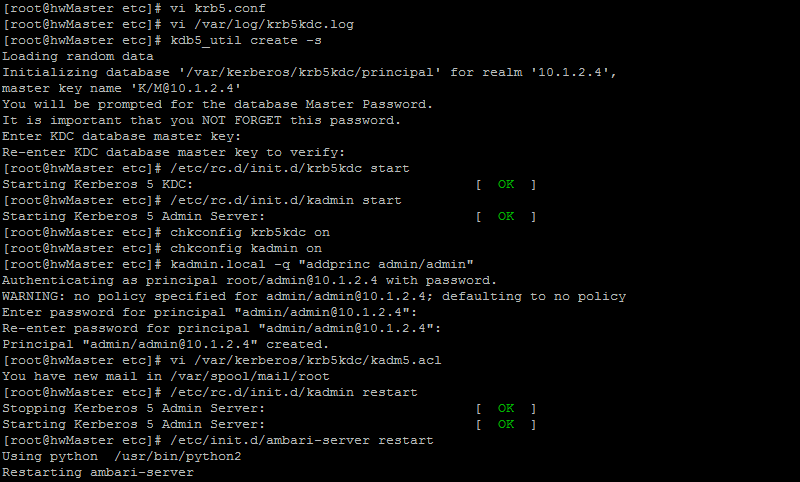 [root@hwMaster etc]# vi krb5.conf
[root@hwMaster etc]# vi /var/log/krb5kdc.log
[root@hwMaster etc]# kdb5_util create -s
Loading random data
Initializing database '/var/kerberos/krb5kdc/principal' for realm '10.1.2.4',
master key name 'K/M@10.1.2.4'
You will be prompted for the database Master Password.
It is important that you NOT FORGET this password.
Enter KDC database master key:
Re-enter KDC database master key to verify:
[root@hwMaster etc]# /etc/rc.d/init.d/krb5kdc start
Starting Kerberos 5 KDC: [ OK ]
[root@hwMaster etc]# /etc/rc.d/init.d/kadmin start
Starting Kerberos 5 Admin Server: [ OK ]
[root@hwMaster etc]# chkconfig krb5kdc on
[root@hwMaster etc]# chkconfig kadmin on
[root@hwMaster etc]# kadmin.local -q "addprinc admin/admin"
Authenticating as principal root/admin@10.1.2.4 with password.
WARNING: no policy specified for admin/admin@10.1.2.4; defaulting to no policy
Enter password for principal "admin/admin@10.1.2.4":
Re-enter password for principal "admin/admin@10.1.2.4":
Principal "admin/admin@10.1.2.4" created.
[root@hwMaster etc]# vi /var/kerberos/krb5kdc/kadm5.acl
You have new mail in /var/spool/mail/root
[root@hwMaster etc]# /etc/rc.d/init.d/kadmin restart
Stopping Kerberos 5 Admin Server: [ OK ]
Starting Kerberos 5 Admin Server: [ OK ]
[root@hwMaster etc]# /etc/init.d/ambari-server restart
Using python  /usr/bin/python2
Restarting ambari-server